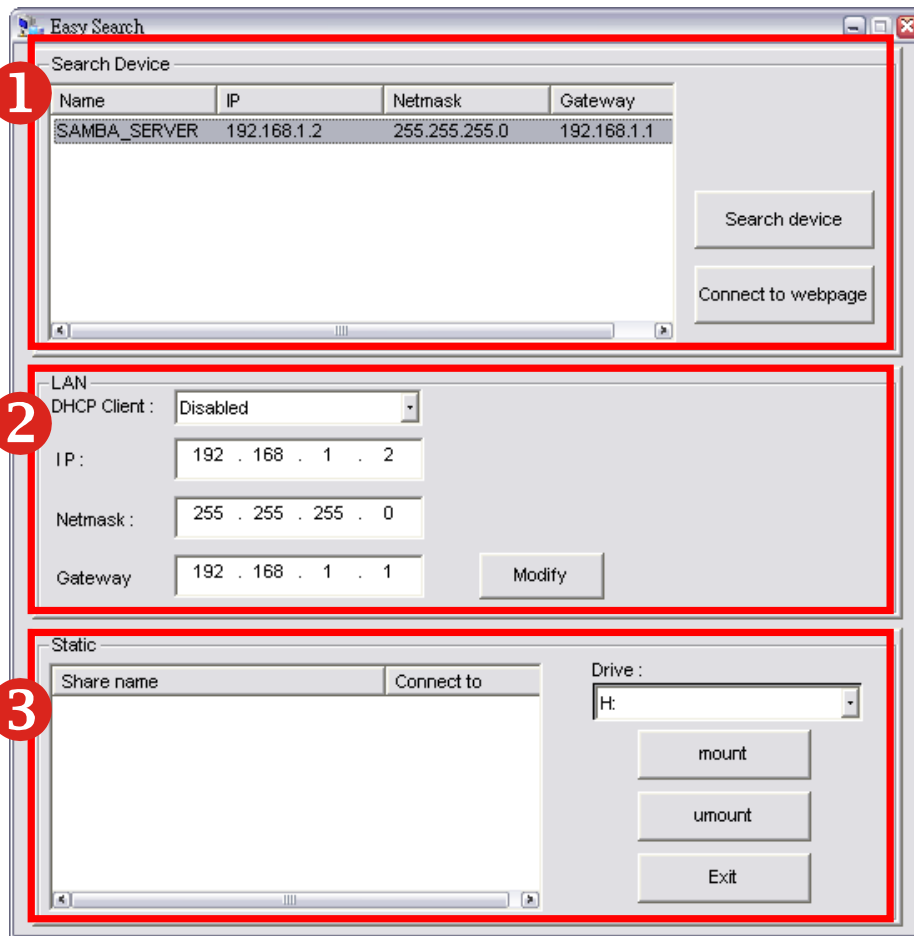 Easy Search
1
Search Device
Name IP Netmask Gateway
SAMBA_SERVER 192.168.1.2 255.255.255.0 192.168.1.1
Search device
Connect to webpage
2
LAN
DHCP Client : Disabled
I P : 192 . 168 . 1 . 2
Netmask : 255 . 255 . 255 . 0
Gateway 192 . 168 . 1 . 1
Modify
3
Static
Share name Connect to
Drive :
H:
mount
umount
Exit